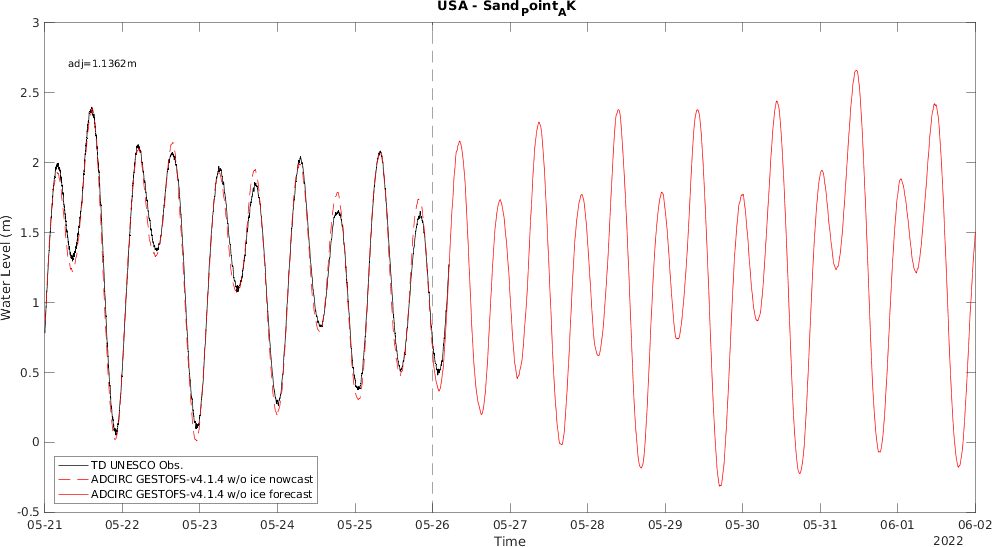 USA - SandPointAK
3
adj=1.1362m
2.5
2
1.5
1
0.5
0
-0.5
Water Level (m)
TD UNESCO Obs.
ADCIRC GESTOFS-v4.1.4 w/o ice nowcast
ADCIRC GESTOFS-v4.1.4 w/o ice forecast
05-21 05-22 05-23 05-24 05-25 05-26 05-27 05-28 05-29 05-30 05-31 06-01 06-02
Time
2022